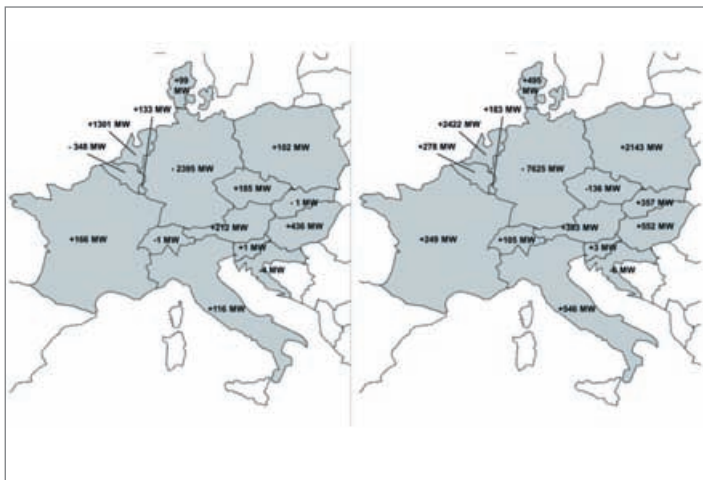 +99
MW
+133 MW
+1301 MW
- 348 MW
- 2395 MW
+102 MW
+185 MW
- 1 MW
+212 MW
+436 MW
+166 MW
-1 MW
+1 MW
-4 MW
+116 MW
+495
MW
+183 MW
+2422 MW
+278 MW
- 7625 MW
+2143 MW
-136 MW
+357 MW
+383 MW
+552 MW
+249 MW
+105 MW
+3 MW
-6 MW
+546 MW